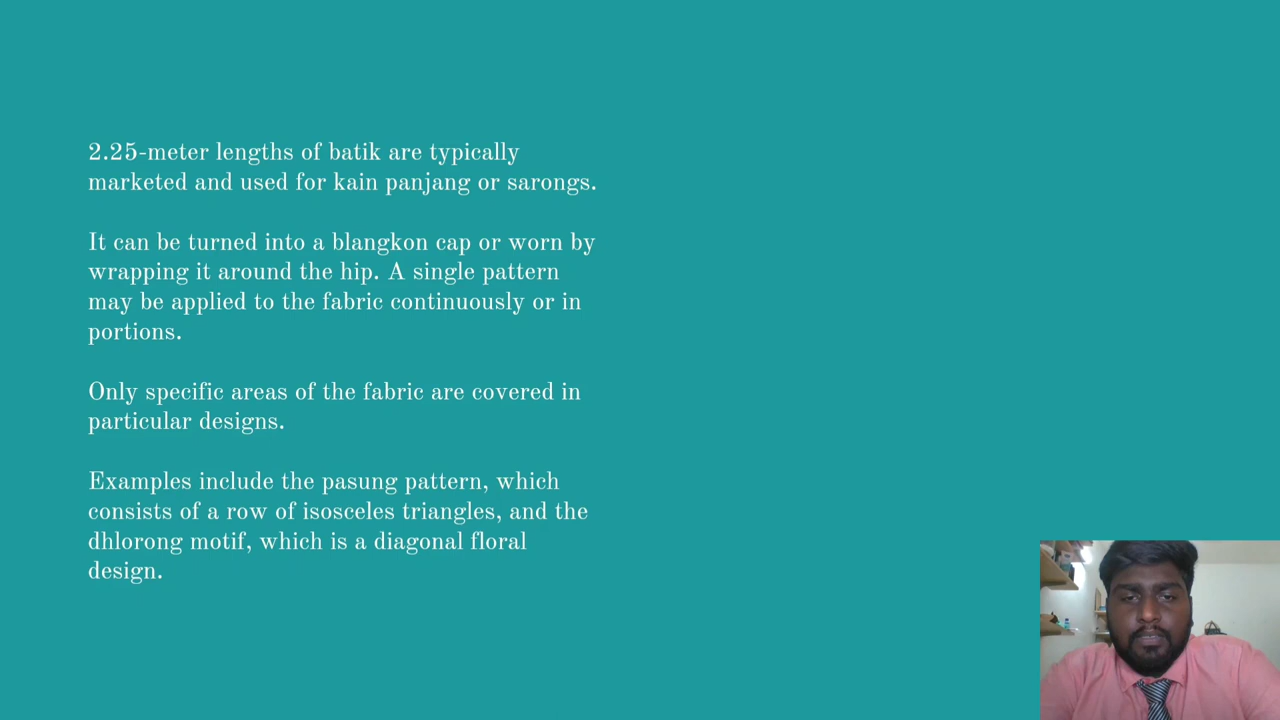 2.25-meter lengths of batik are typically
marketed and used for kain panjang or sarongs.
It can be turned into a blangkon cap or worn by
wrapping it around the hip. A single pattern
may be applied to the fabric continuously or in
portions.
Only specific areas of the fabric are covered in
particular designs.
Examples include the pasung pattern, which
consists of a row of isosceles triangles, and the
dhlorong motif, which is a diagonal floral
design.